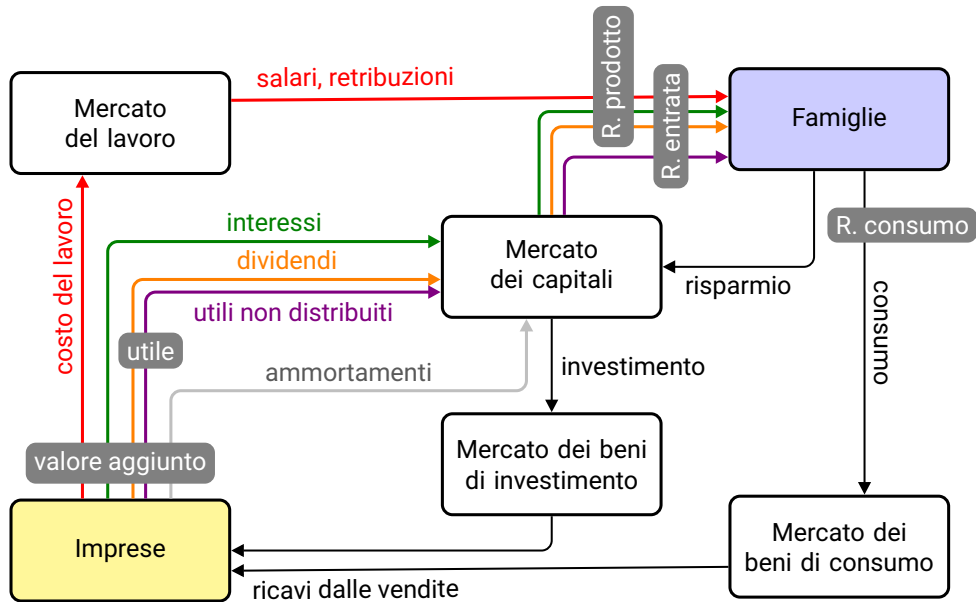 salari, retribuzioni
R. prodotto
R. entrata
Mercato
del lavoro
Famiglie
costo del lavoro
interessi
dividendi
utili non distribuiti
utile
ammortamenti
Mercato
dei capitali
risparmio
R. consumo
consumo
investimento
valore aggiunto
Mercato dei beni
di investimento
Imprese
Mercato dei
beni di consumo
ricavi dalle vendite